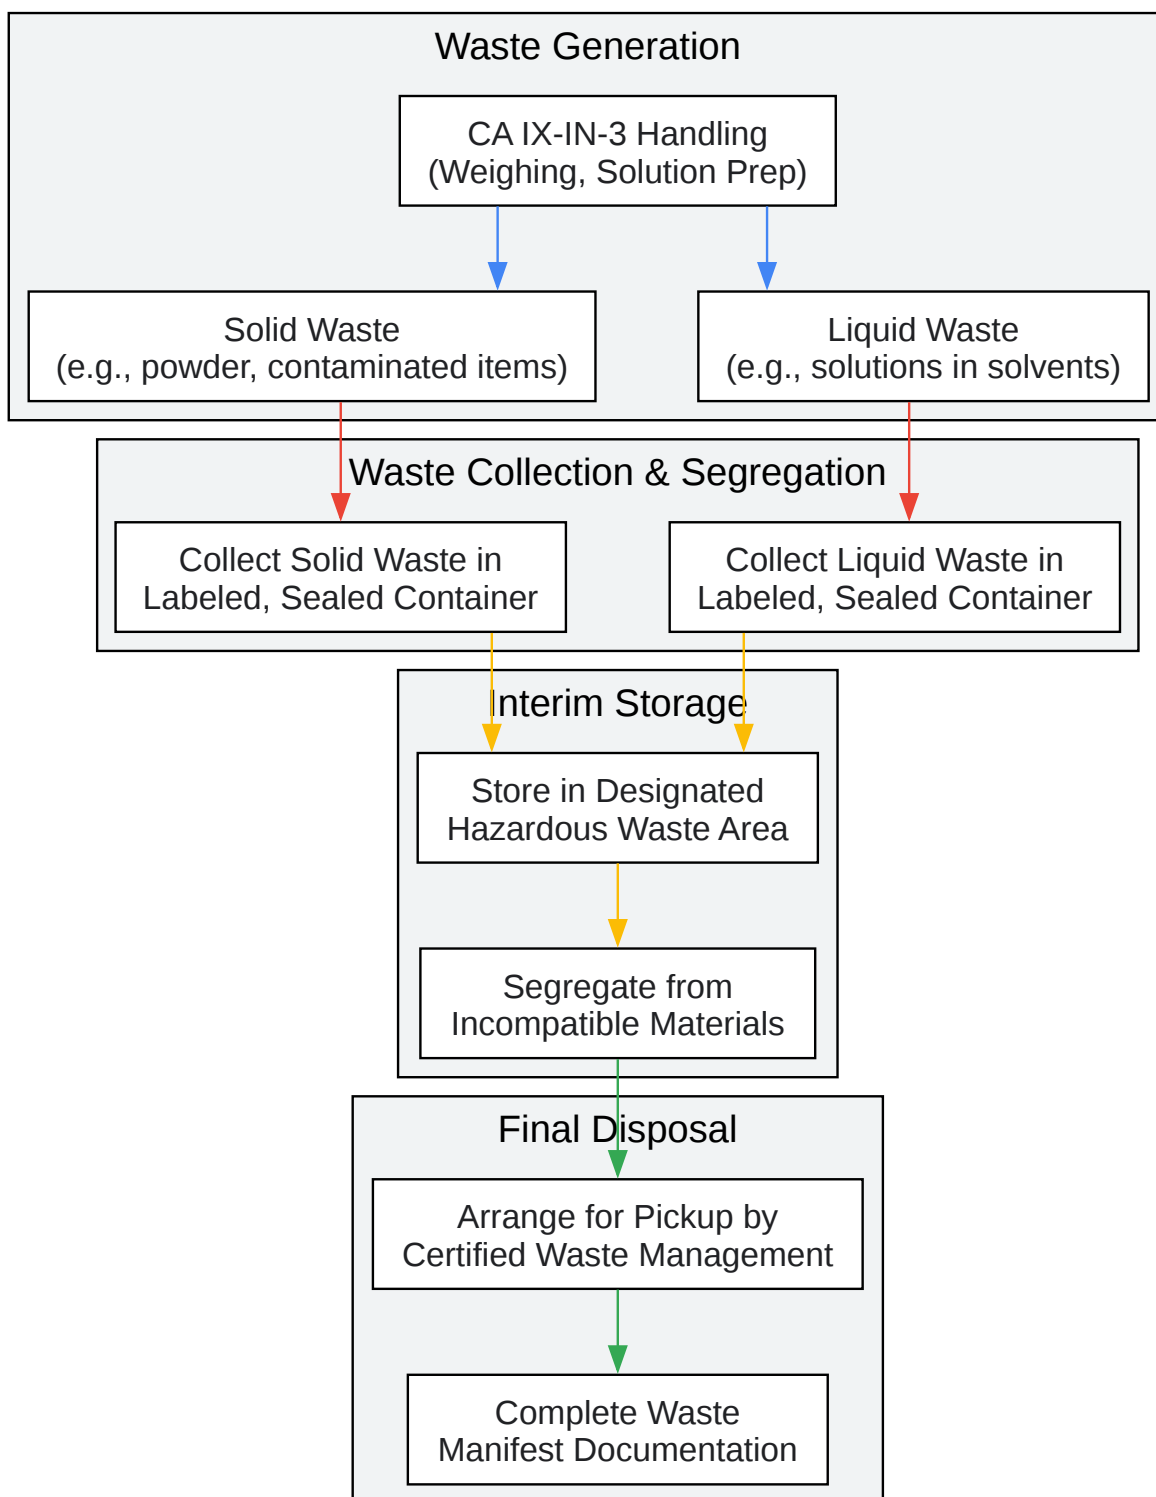 Waste Generation
CA IX-IN-3 Handling
(Weighing, Solution Prep)
Solid Waste
(e.g., powder, contaminated items)
Liquid Waste
(e.g., solutions in solvents)
Waste Collection & Segregation
Collect Solid Waste in
Labeled, Sealed Container
Collect Liquid Waste in
Labeled, Sealed Container
Interim Storage
Store in Designated
Hazardous Waste Area
Segregate from
Incompatible Materials
Final Disposal
Arrange for Pickup by
Certified Waste Management
Complete Waste
Manifest Documentation